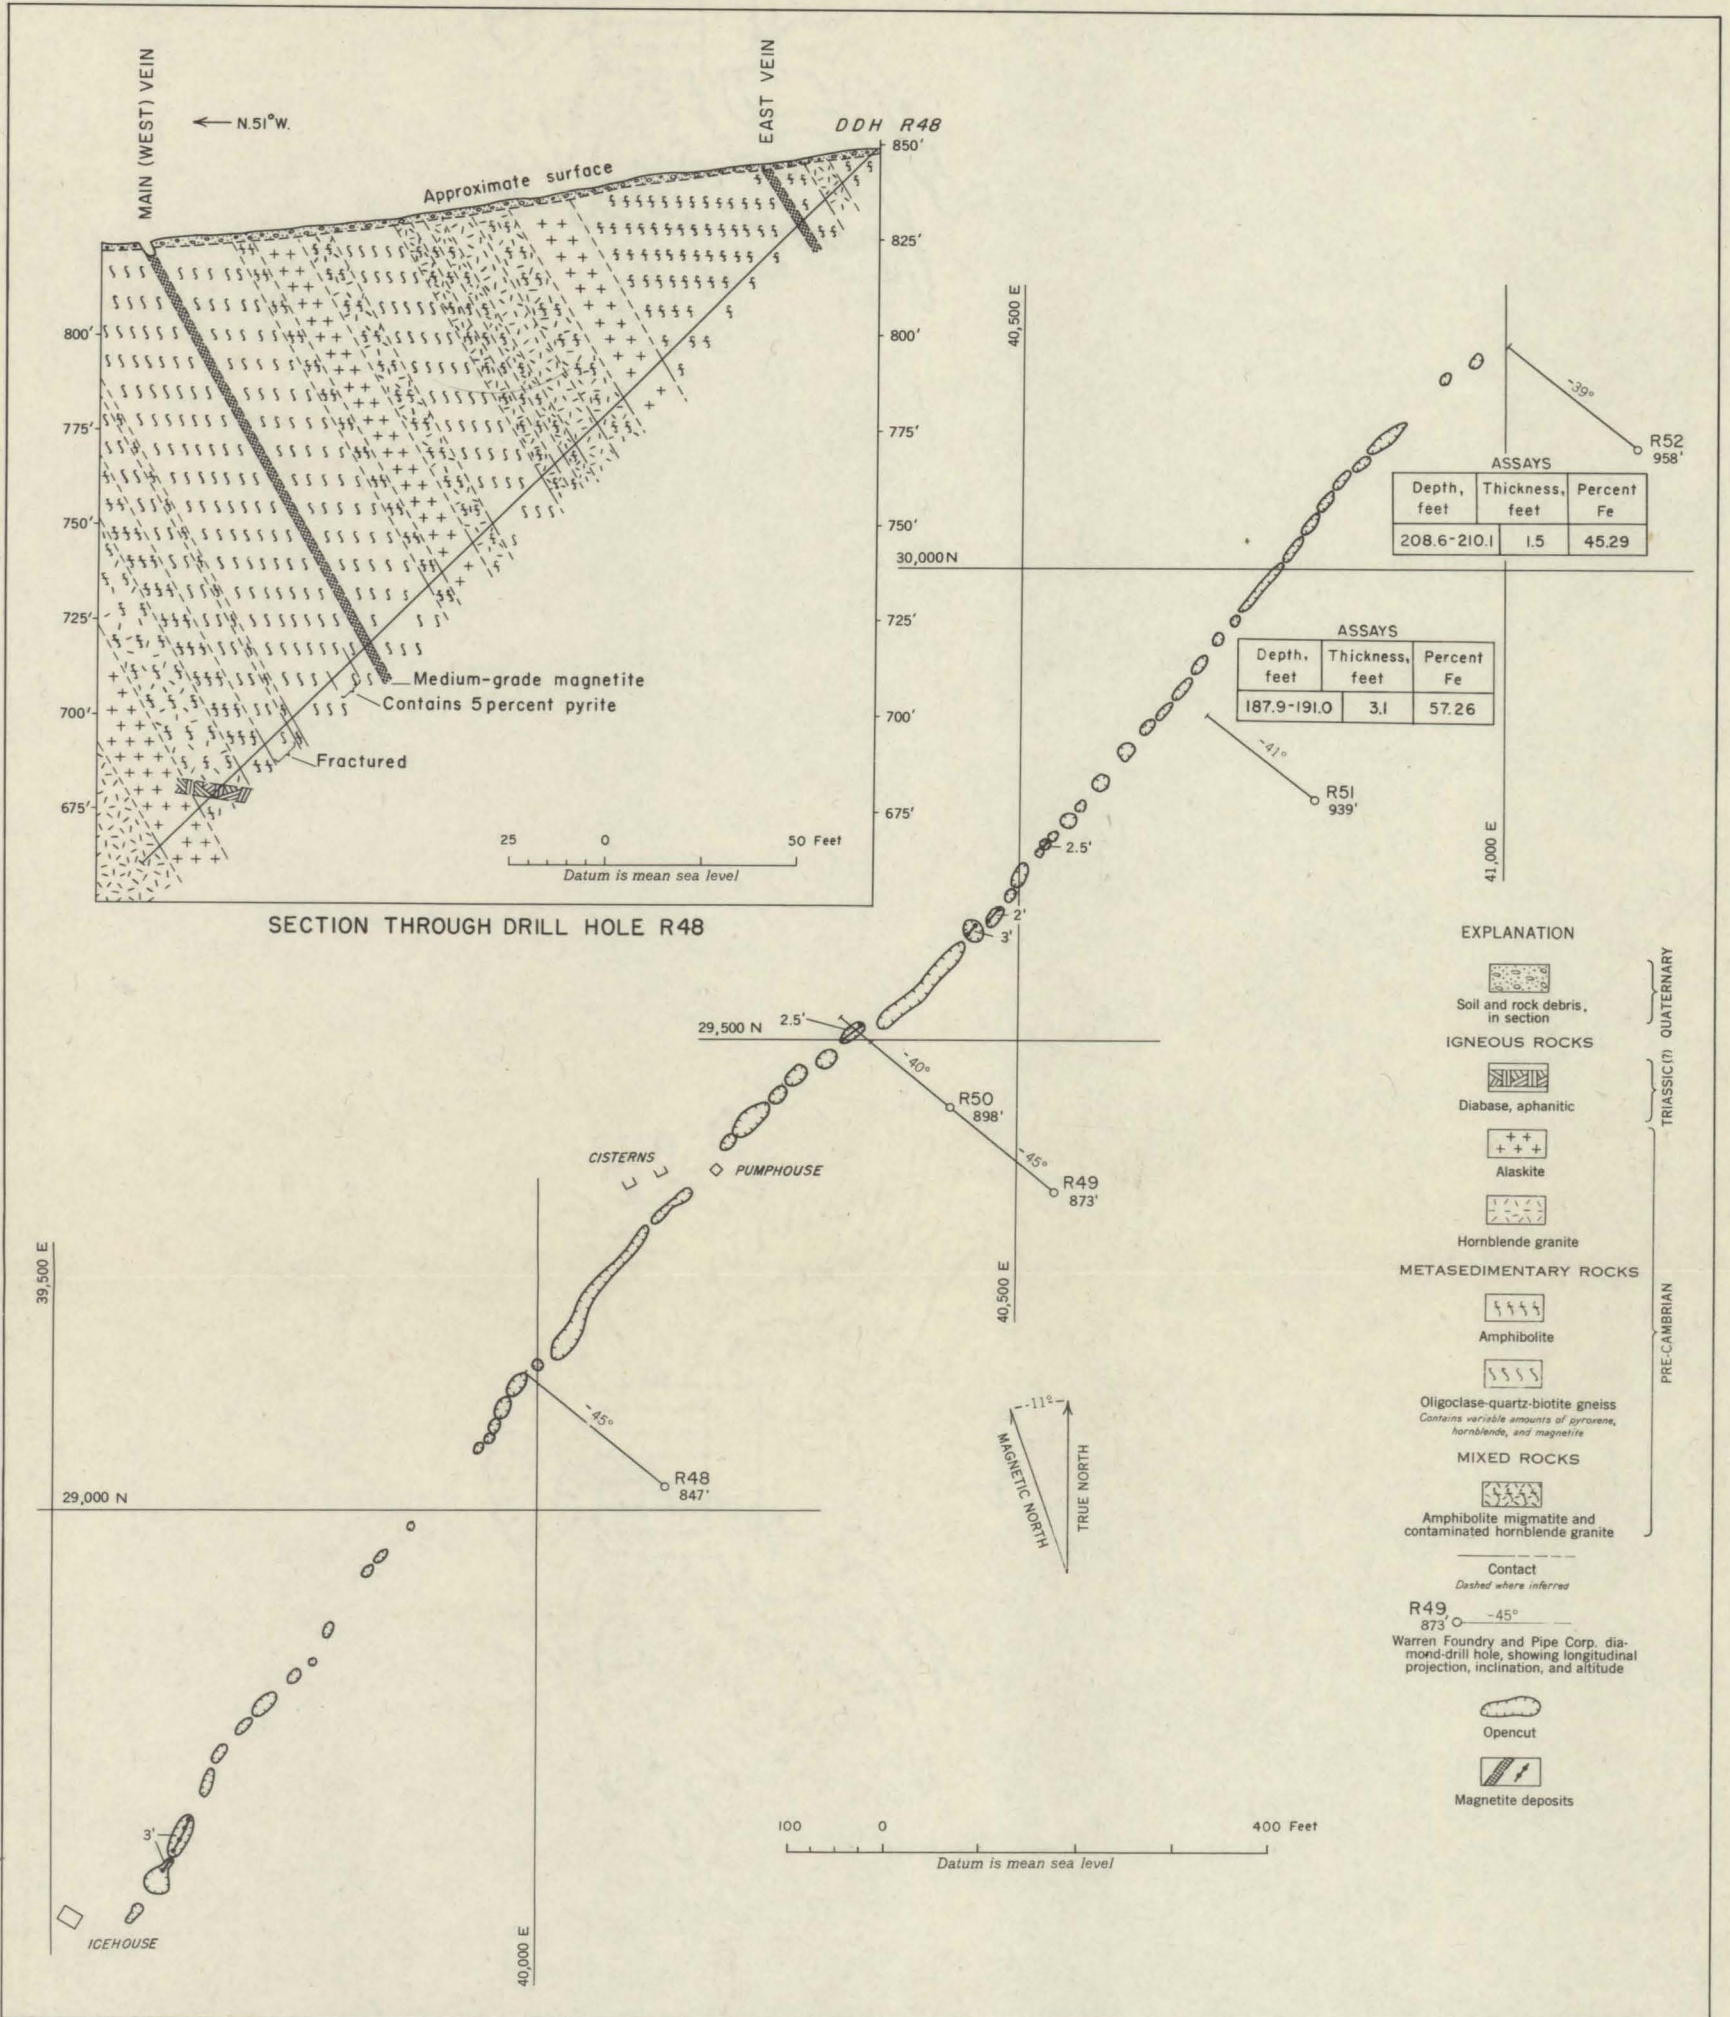 MAIN (WEST) VEIN
N.51°W.
EAST VEIN
DDH R48
Approximate surface
850'
825'
800'
775'
750'
725'
700'
675'
800'
775'
750'
725'
700'
675'
Medium-grade magnetite
Contains 5 percent pyrite
Fractured
25 0 50 Feet
Datum is mean sea level
SECTION THROUGH DRILL HOLE R48
40,500 E
-39°
R52
958'
ASSAYS
Depth, feet
Thickness, feet
Percent Fe
208.6-210.1 1.5 45.29
30,000 N
ASSAYS
Depth, feet
Thickness, feet
Percent Fe
187.9-191.0 3.1 57.26
-41°
R51
939'
41,000 E
2.5'
2'
3'
29,500 N
2.5'
-40°
R50
898'
-45°
R49
873'
CISTERNS
PUMPHOUSE
39,500 E
40,500 E
-45°
R48
847'
29,000 N
-11°
MAGNETIC NORTH
TRUE NORTH
3'
ICEHOUSE
40,000 E
100 0 400 Feet
Datum is mean sea level
EXPLANATION
Soil and rock debris,
in section
QUATERNARY
IGNEOUS ROCKS
Diabase, aphanitic
TRIASSIC(?)
Alaskite
Hornblende granite
METASEDIMENTARY ROCKS
Amphibolite
Oligoclase-quartz-biotite gneiss
Contains variable amounts of pyroxene,
hornblende, and magnetite
MIXED ROCKS
Amphibolite migmatite and
contaminated hornblende granite
PRE-CAMBRIAN
Contact
Dashed where inferred
R49
873'
-45°
Warren Foundry and Pipe Corp. dia-
mond-drill hole, showing longitudinal
projection, inclination, and altitude
Opencut
Magnetite deposits